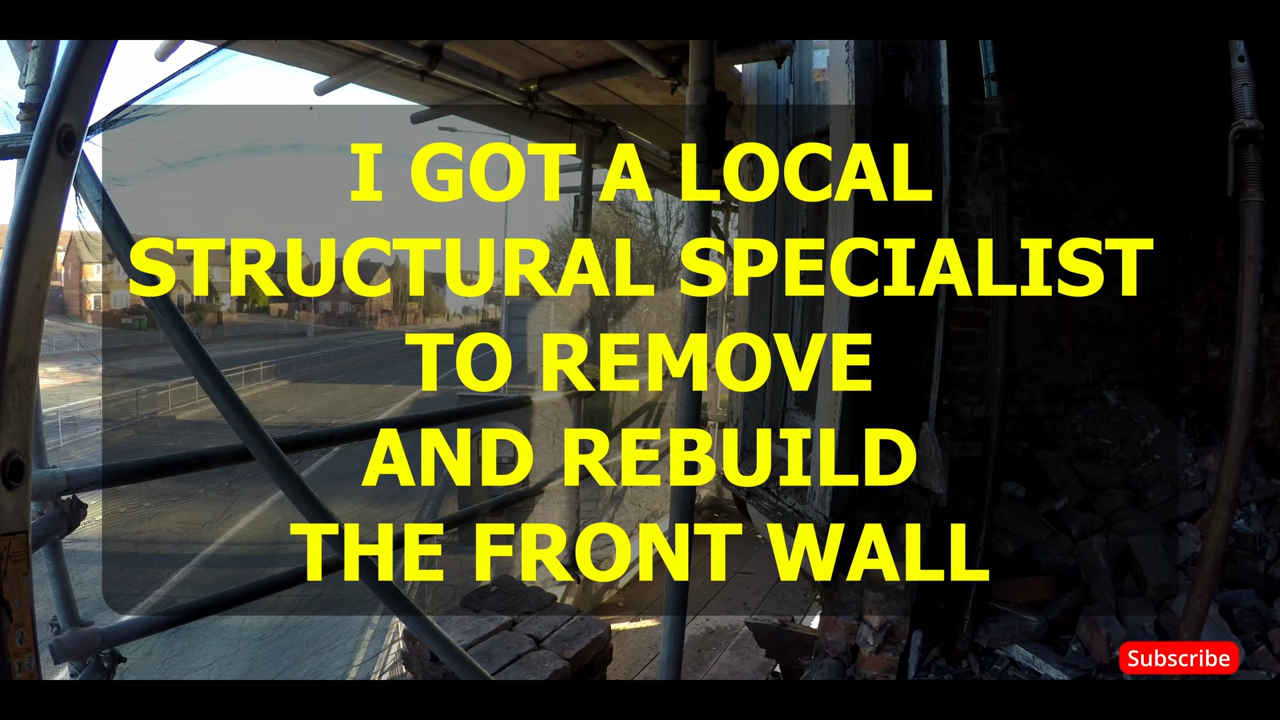 I GOT A LOCAL
STRUCTURAL SPECIALIST
TO REMOVE
AND REBUILD
THE FRONT WALL
Subscribe